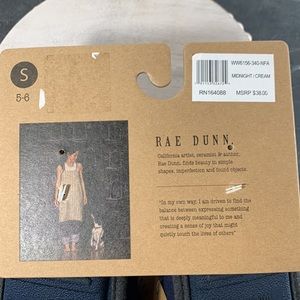 S
5-6
WW6156-340-NFA
MIDNIGHT / CREAM
RN164088
MSRP $38.00
RAE DUNN.
California artist, ceramist & author,
Rae Dunn, finds beauty in simple
shapes, imperfection and found objects.
"In my own way, I am driven to find the
balance between expressing something
that is deeply meaningful to me and
creating a sense of joy that might
quietly touch the lives of others"